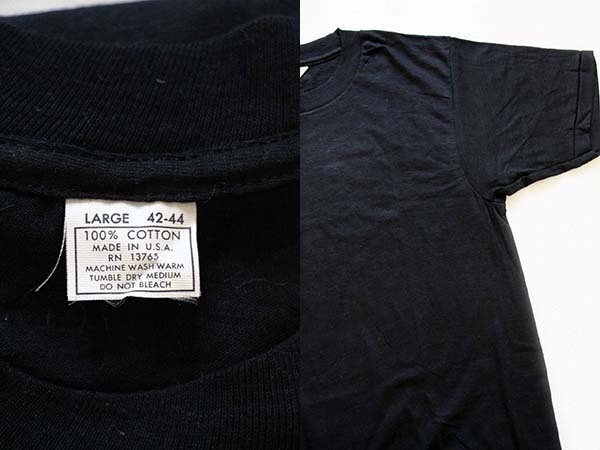 LARGE 42-44
100% COTTON
MADE IN U.S.A.
RN 13765
MACHINE WASH WARM
TUMBLE DRY MEDIUM
DO NOT BLEACH